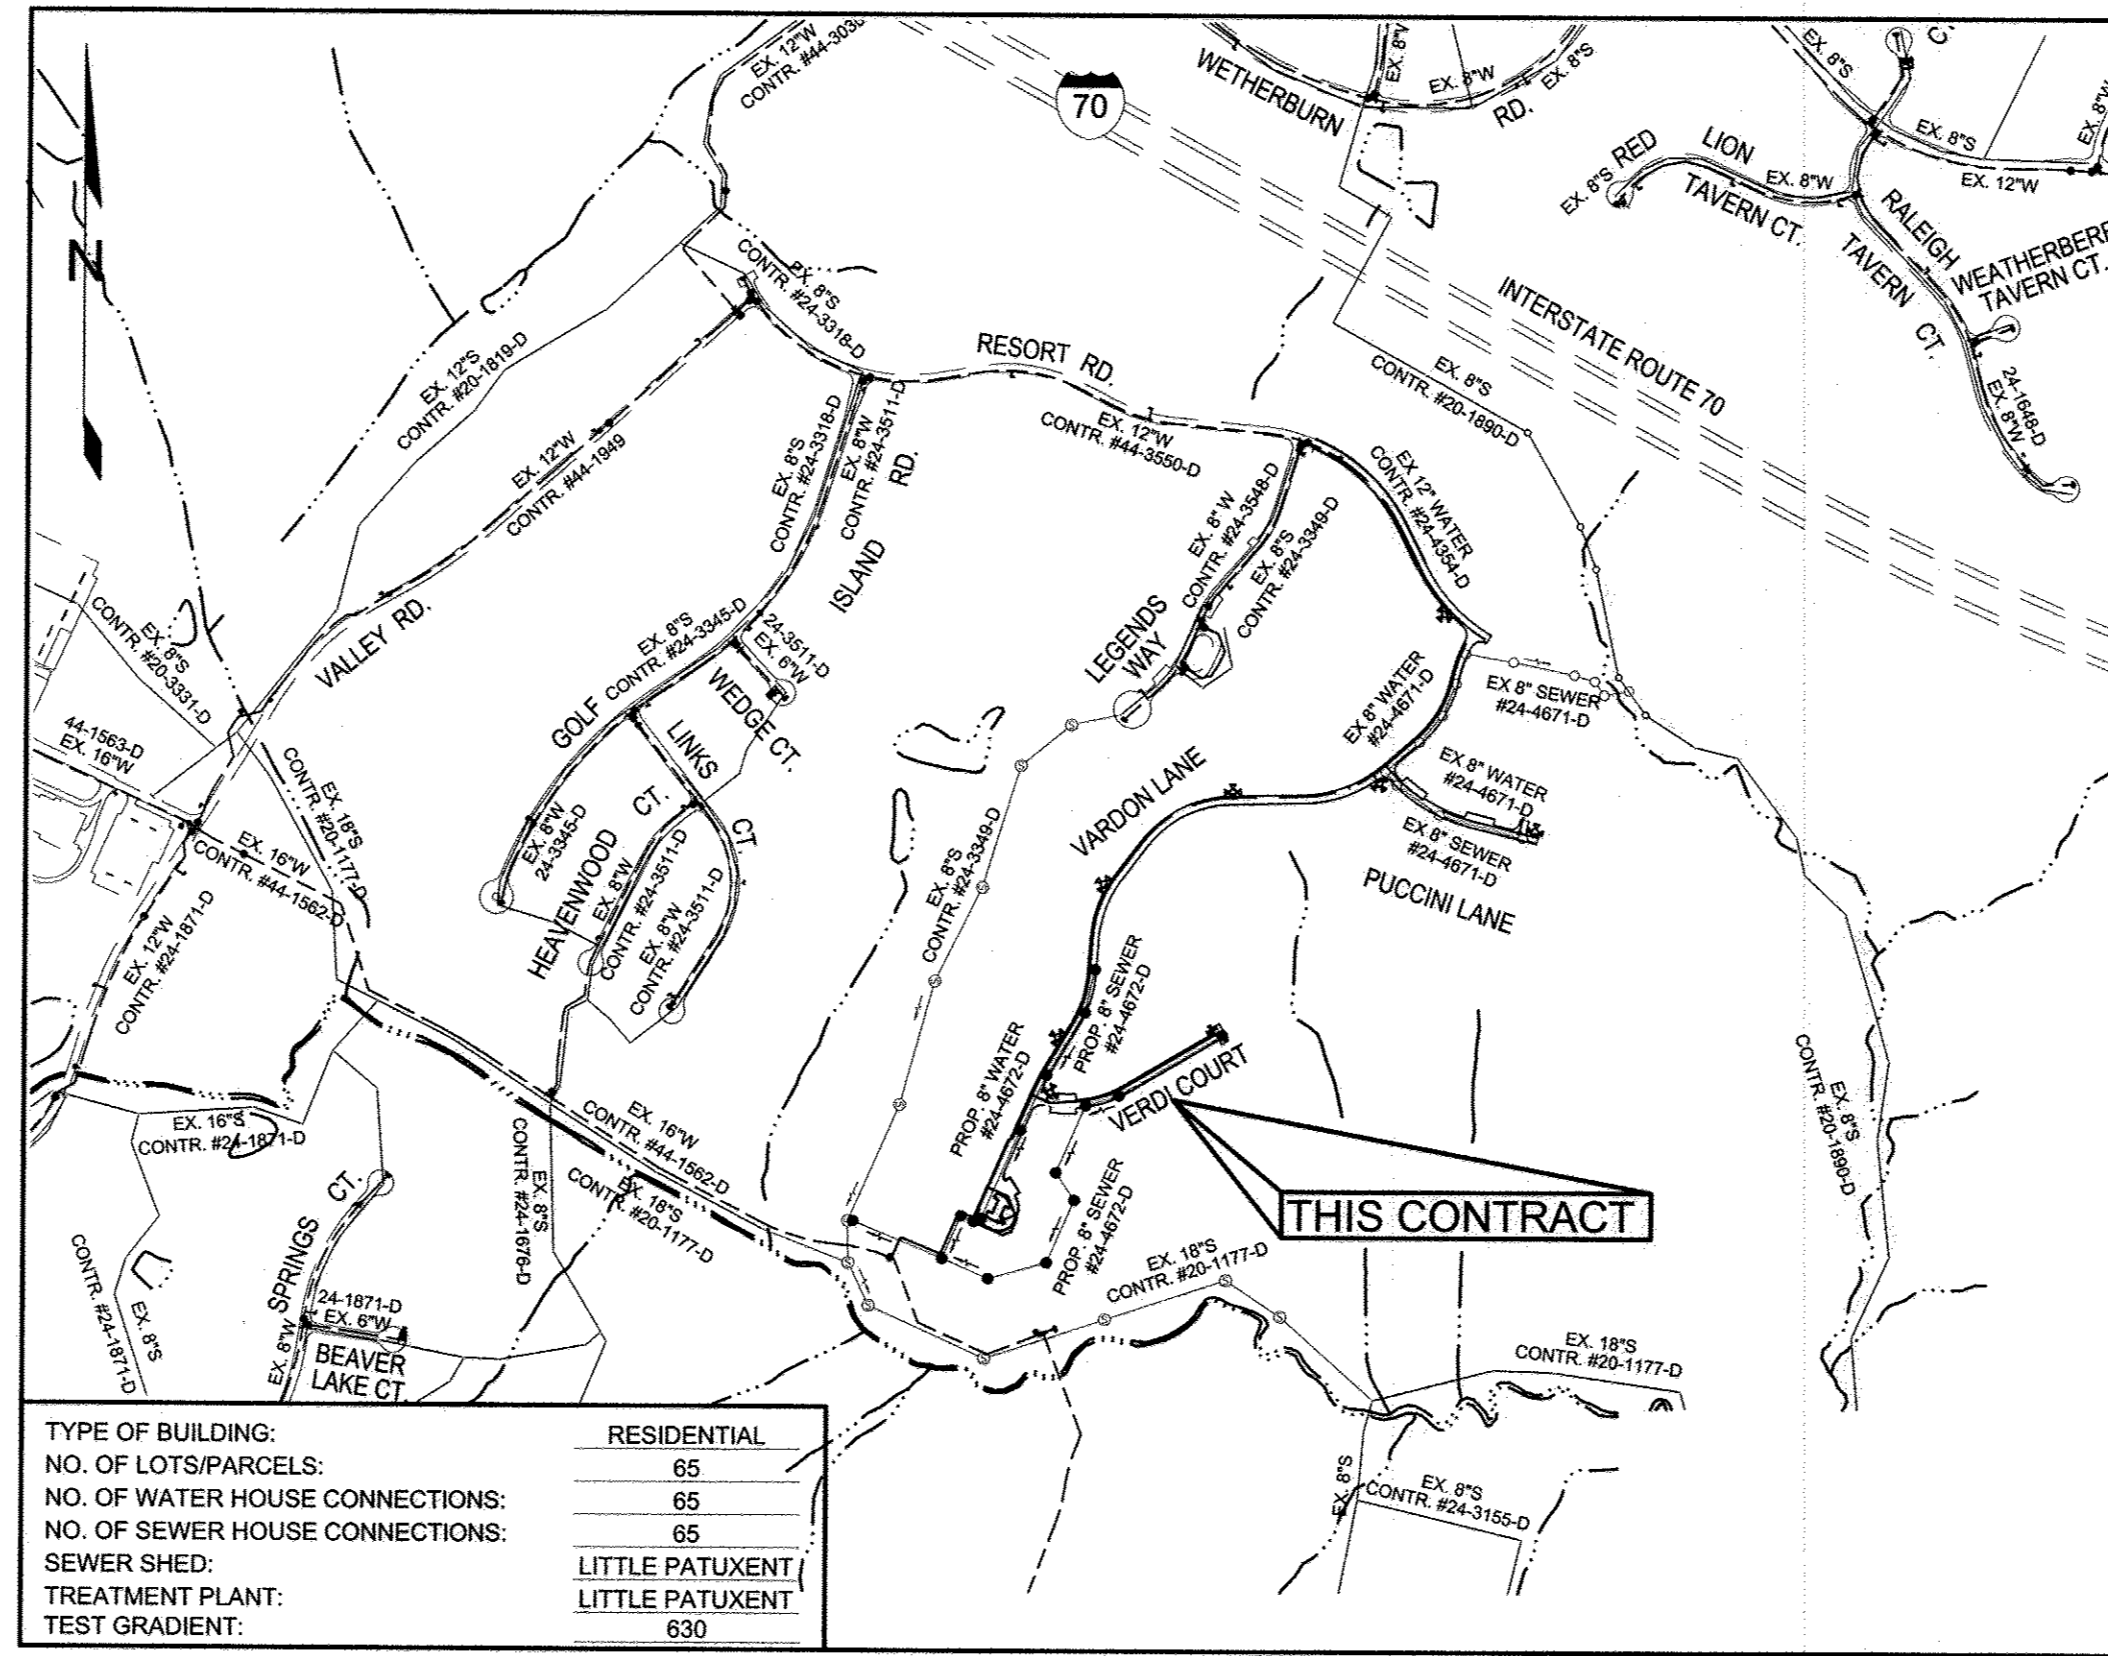 EX. 12"W
N
70
WETHERBURN
RD.
EX. 8"W
EX. 8"S
EX. 8"S
EX. 8"S
EX. 12"W
EX. 8"W
EX. 8"S
RED
LION
TAVERN CT.
EX. 8"W
RALEIGH
TAVERN
CT.
TAVERN CT.
24-1648-D
EX. 8"W
INTERSTATE ROUTE 70
EX. 8"S
CONTR. #20-1890-D
EX. 8"S
CONTR. #24-3318-D
RESORT RD.
EX. 12"W
CONTR. #44-3550-D
EX 12" WATER
CONTR. #24-4354-D
EX. 12"S
CONTR. #20-1819-D
EX. 12"W
CONTR. #44-1949
VALLEY RD.
EX. 8"S
CONTR. #24-3318-D
EX. 8"W
CONTR. #24-3511-D
ISLAND
RD.
EX. 8" W
CONTR. #24-3548-D
EX. 8"S
CONTR. #24-3349-D
LEGENDS
WAY
EX. 8"S
CONTR. #20-3331-D
EX. 8"S
CONTR. #24-3345-D
24-3511-D
EX. 6"W
GOLF
WEDGE CT.
LINKS
CT.
44-1563-D
EX. 16"W
EX. 18"S
CONTR. #20-1177-D
EX. 16"W
CONTR. #44-1562-D
EX. 12"W
CONTR. #24-1871-D
EX. 8"W
24-3345-D
HEAVENWOOD
CT.
EX. 8"W
CONTR. #24-3511-D
EX. 8"W
CONTR. #24-3511-D
EX. 8"S
CONTR. #24-3349-D
VARDON LANE
EX 8" WATER
#24-4671-D
EX 8" SEWER
#24-4671-D
EX 8" WATER
#24-4671-D
EX 8" SEWER
#24-4671-D
PUCCINI LANE
PROP. 8" SEWER
#24-4672-D
PROP. 8" WATER
#24-4672-D
VERDI COURT
PROP. 8" SEWER
#24-4672-D
THIS CONTRACT
EX. 8"S
CONTR. #20-1890-D
EX. 16"S
CONTR. #24-1871-D
EX. 16"W
CONTR. #44-1562-D
EX. 18"S
CONTR. #20-1177-D
EX. 8"S
CONTR. #24-1676-D
SPRINGS
CT.
EX. 8"S
CONTR. #24-1871-D
24-1871-D
EX. 6"W
EX. 8"W
BEAVER
LAKE CT.
EX. 18"S
CONTR. #20-1177-D
EX. 18"S
CONTR. #20-1177-D
EX. 8"S
EX. 8"S
CONTR. #24-3155-D
TYPE OF BUILDING: RESIDENTIAL
NO. OF LOTS/PARCELS: 65
NO. OF WATER HOUSE CONNECTIONS: 65
NO. OF SEWER HOUSE CONNECTIONS: 65
SEWER SHED: LITTLE PATUXENT
TREATMENT PLANT: LITTLE PATUXENT
TEST GRADIENT: 630